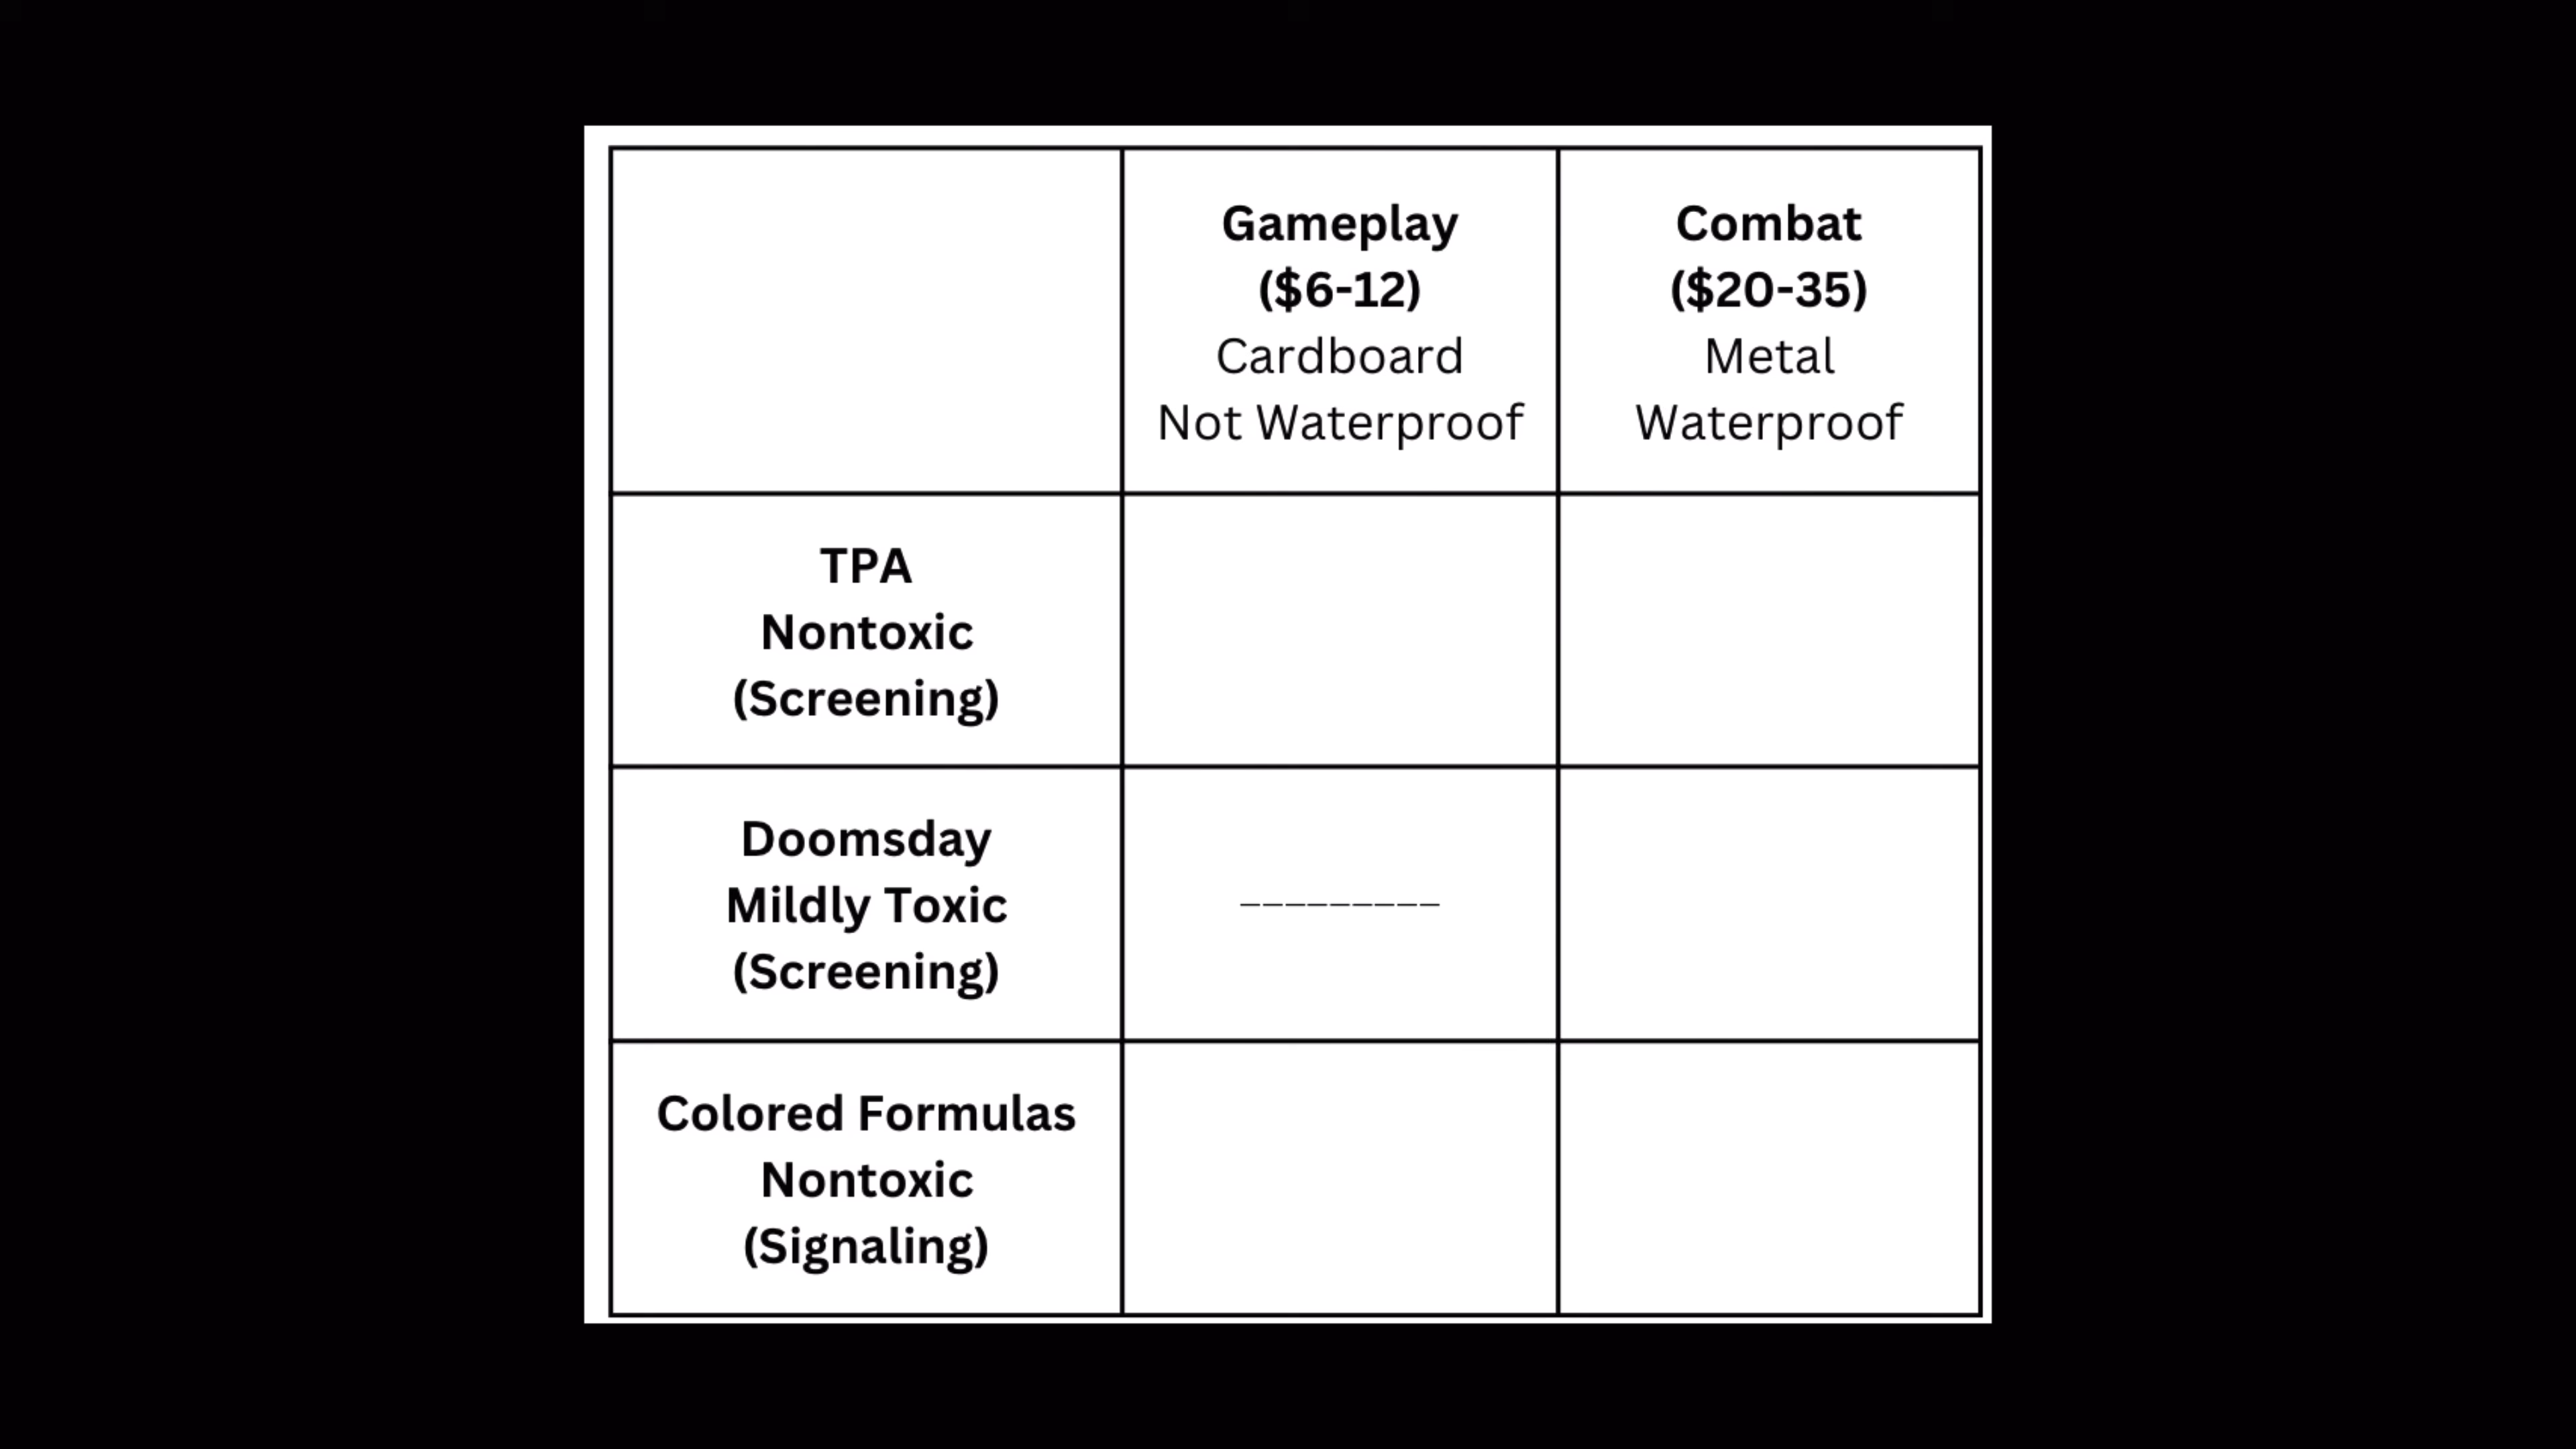 Gameplay
($6-12)
Cardboard
Not Waterproof
Combat
($20-35)
Metal
Waterproof
TPA
Nontoxic
(Screening)
Doomsday
Mildly Toxic
(Screening)
---------
Colored Formulas
Nontoxic
(Signaling)